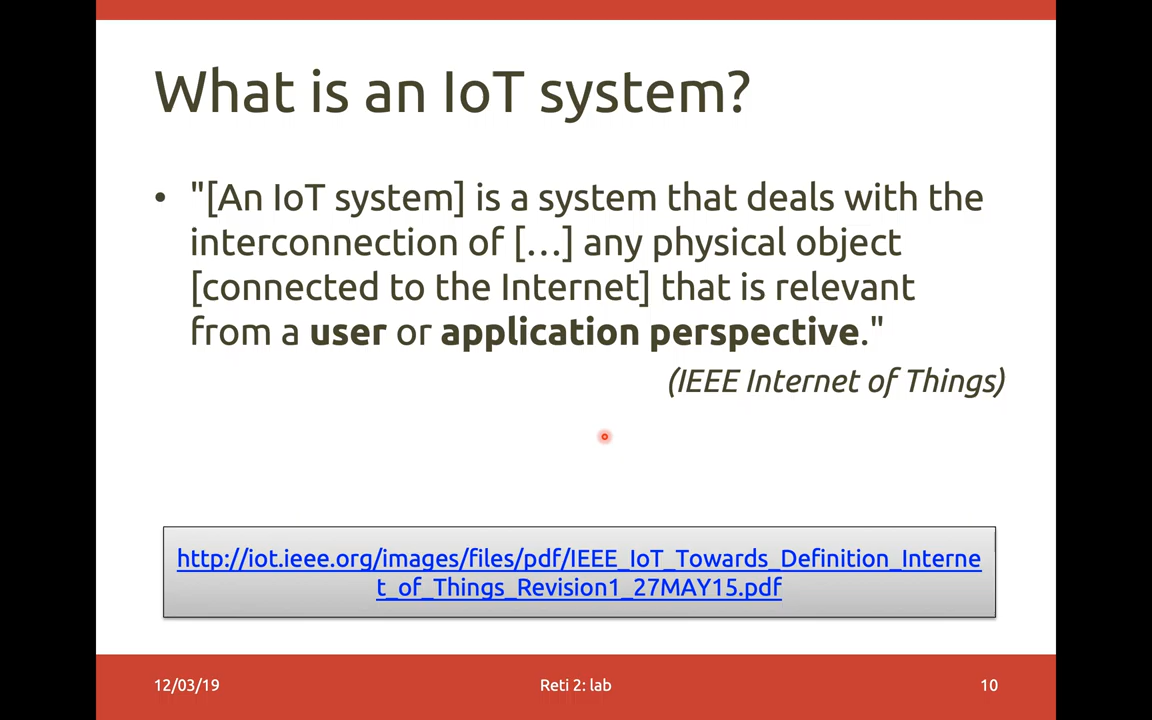 What is an IoT system?
• "[An IoT system] is a system that deals with the
interconnection of […] any physical object
[connected to the Internet] that is relevant
from a user or application perspective."
(IEEE Internet of Things)
http://iot.ieee.org/images/files/pdf/IEEE_IoT_Towards_Definition_Interne
t_of_Things_Revision1_27MAY15.pdf
12/03/19 Reti 2: lab 10